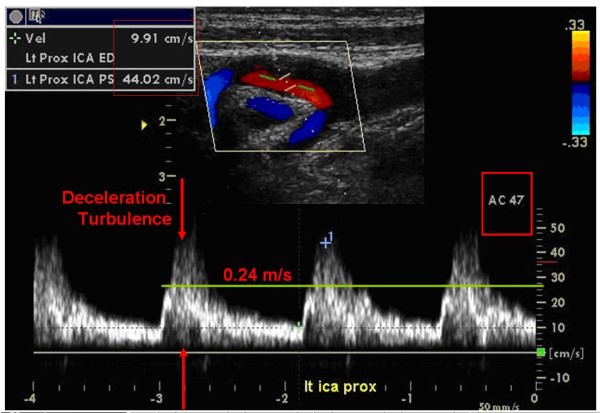 Vel 9.91 cm/s
Lt Prox ICA ED
1 Lt Prox ICA PS 44.02 cm/s
.33
-.33
2
3
Deceleration
Turbulence
AC 47
0.24 m/s
1
50
40
30
20
10
[cm/s]
-10
lt ica prox
-4
-3
-2
-1
0
50 mm/s